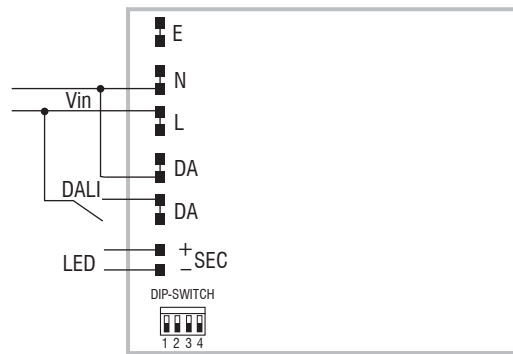 E
N
Vin
L
DA
DALI
DA
+
LED
SEC
−
DIP-SWITCH
1 2 3 4